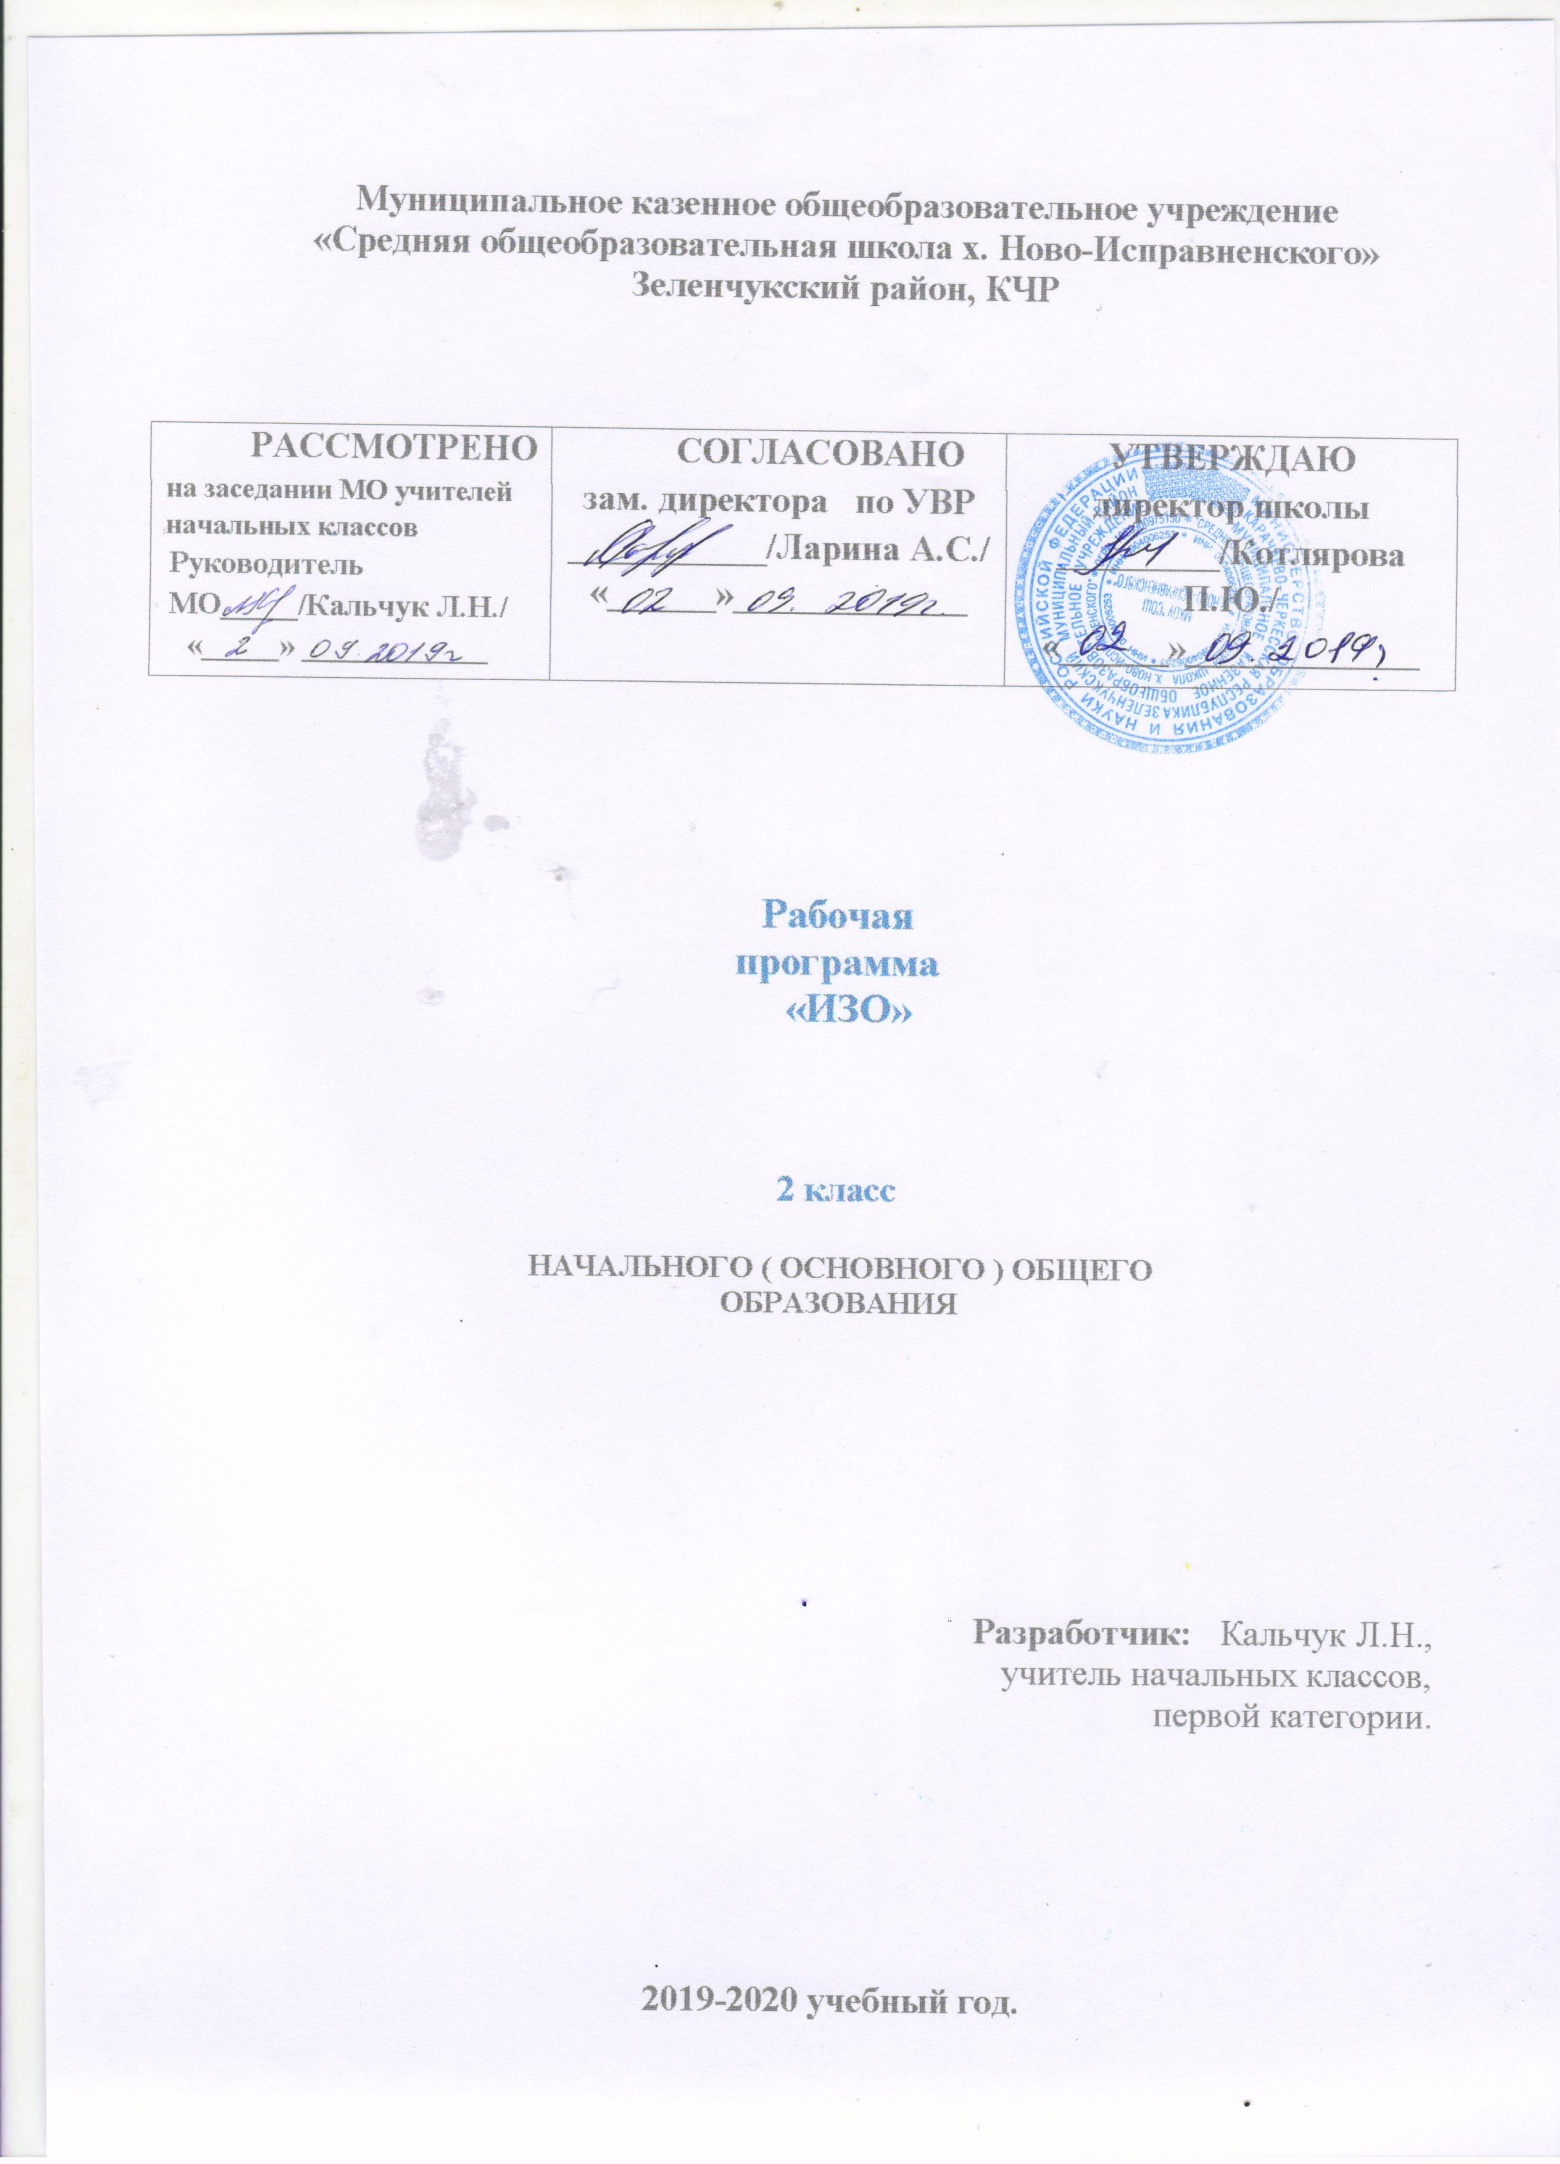 Муниципальное казенное общеобразовательное учреждение
«Средняя общеобразовательная школа х. Ново-Исправненского»
Зеленчукский район, КЧР
РАССМОТРЕНО
на заседании МО учителей
начальных классов
Руководитель
МО______/Кальчук Л.Н./
«2» 09.2019г
СОГЛАСОВАНО
зам. директора по УВР
___________/Ларина А.С./
«02» 09. 2019г.
УТВЕРЖДАЮ
директор школы
_________/Котлярова
П.Ю./
«02» 09.2019г
Рабочая
программа
«ИЗО»
2 класс
НАЧАЛЬНОГО ( ОСНОВНОГО ) ОБЩЕГО
ОБРАЗОВАНИЯ
Разработчик: Кальчук Л.Н.,
учитель начальных классов,
первой категории.
2019-2020 учебный год.